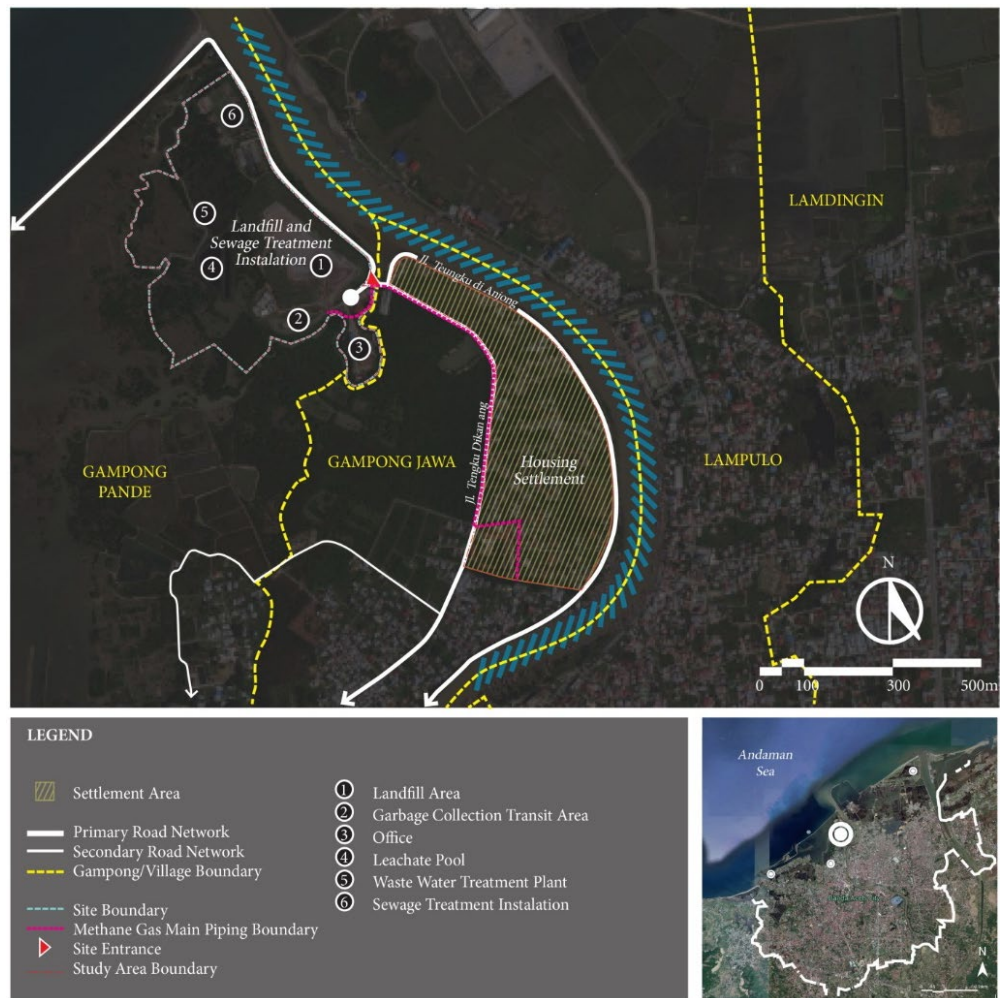 6
LAMDINGIN
5
Landfill and
Sewage Treatment
Instalation
4
1
Jl. Teungku di Anjong
2
3
GAMPONG
PANDE
GAMPONG JAWA
Jl. Tengku Dikan ang
Housing
Settlement
LAMPULO
N
0 100 300 500m
LEGEND
Settlement Area
Primary Road Network
Secondary Road Network
Gampong/Village Boundary
Site Boundary
Methane Gas Main Piping Boundary
Site Entrance
Study Area Boundary
1 Landfill Area
2 Garbage Collection Transit Area
3 Office
4 Leachate Pool
5 Waste Water Treatment Plant
6 Sewage Treatment Instalation
Andaman
Sea
N